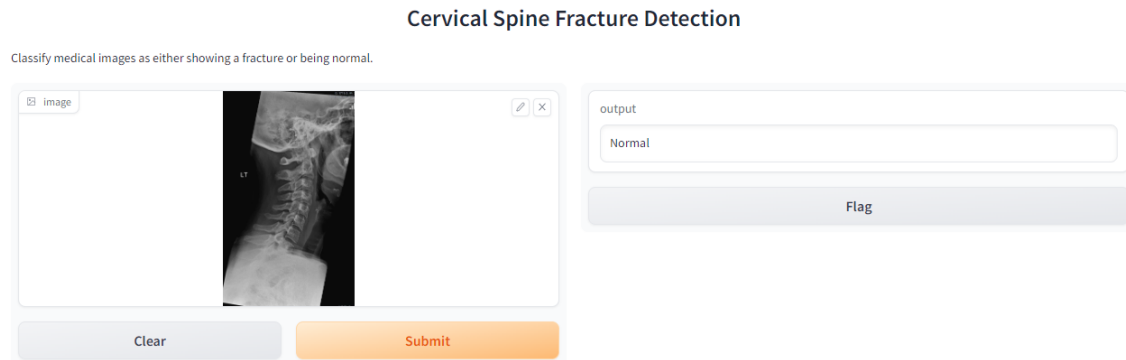 Cervical Spine Fracture Detection
Classify medical images as either showing a fracture or being normal.
image
LT
Clear
Submit
output
Normal
Flag